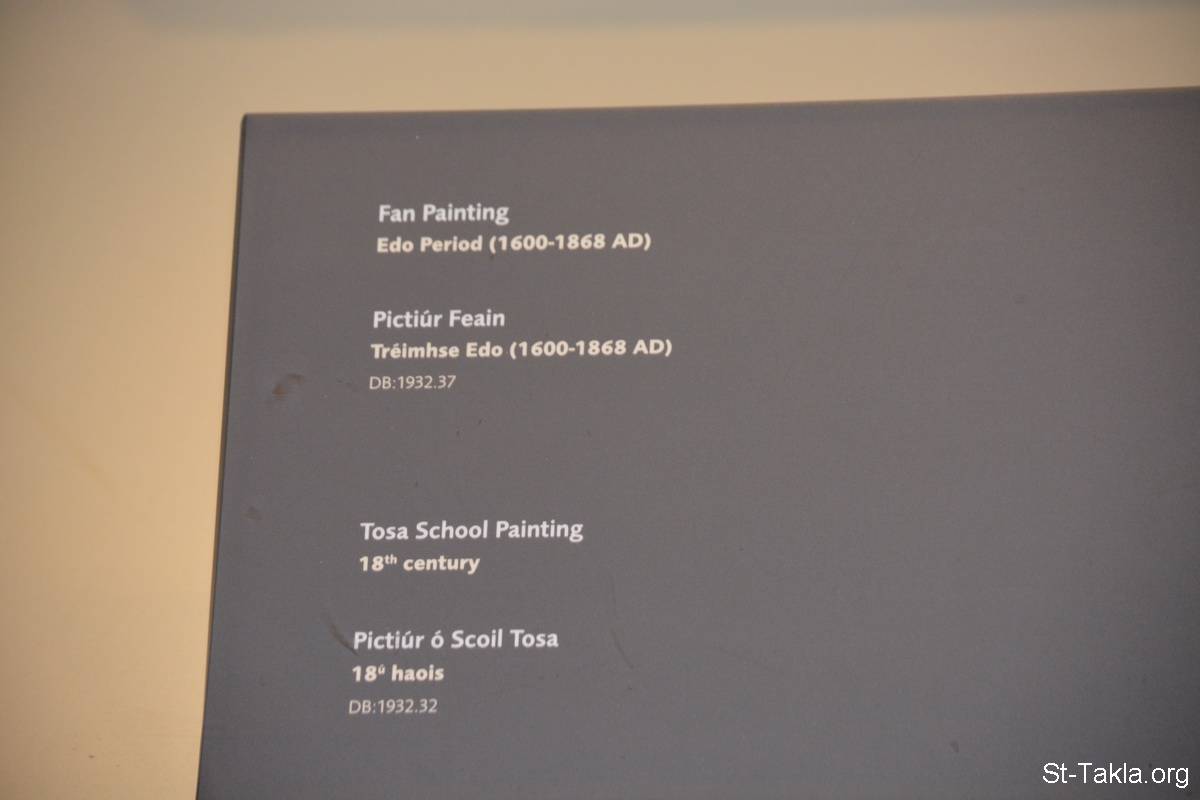 Fan Painting
Edo Period (1600-1868 AD)
Pictiúr Feain
Tréimhse Edo (1600-1868 AD)
DB:1932.37
Tosa School Painting
18th century
Pictiúr ó Scoil Tosa
18ú haois
DB:1932.32
St-Takla.org